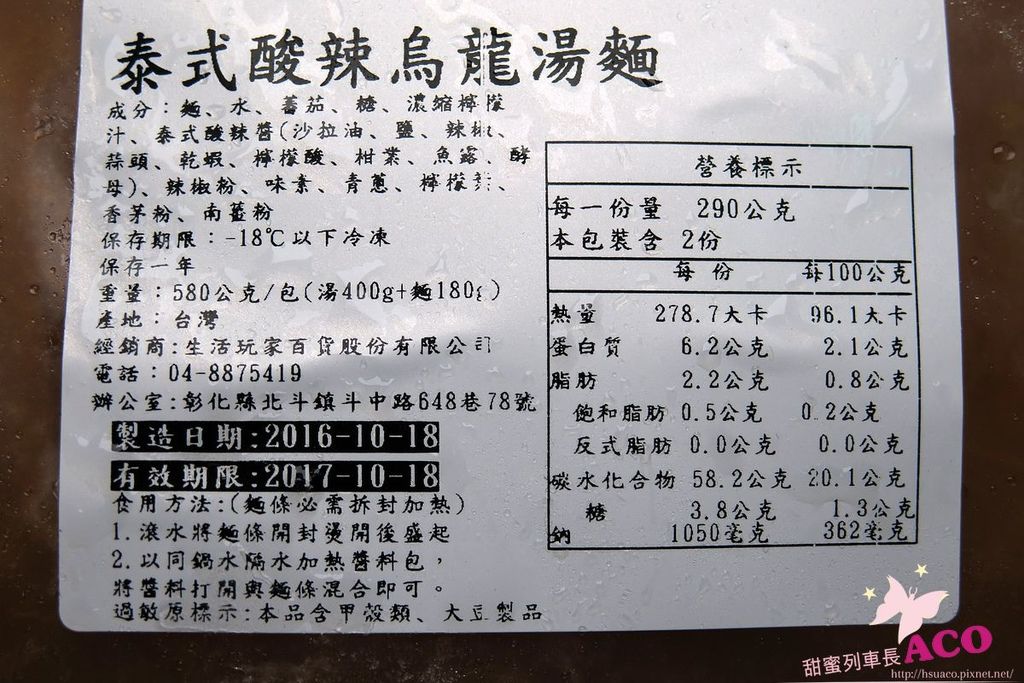 泰式酸辣烏龍湯麵
成分：麵、水、蕃茄、糖、濃縮檸檬
汁、泰式酸辣醬(沙拉油、鹽、辣椒、
蒜頭、乾蝦、檸檬酸、柑葉、魚露、酵
母)、辣椒粉、味素、青蔥、檸檬
香茅粉、南薑粉
保存期限：-18℃以下冷凍
保存一年
重量：580公克/包(湯400g+麵180g)
產地：台灣
經銷商:生活玩家百貨股份有限公司
電話：04-8875419
辦公室:彰化縣北斗鎮斗中路648巷78號
製造日期:2016-10-18
有效期限:2017-10-18
食用方法:(麵條必需拆封加熱)
1.滾水將麵條開封燙開後盛起
2.以同鍋水隔水加熱醬料包，
將醬料打開與麵條混合即可。
過敏原標示:本品含甲殼類、大豆製品
營養標示
每一份量 290公克
本包裝含 2份
每 份 每100公克
熱量 278.7大卡 96.1大卡
蛋白質 6.2公克 2.1公克
脂肪 2.2公克 0.8公克
飽和脂肪 0.5公克 0.2公克
反式脂肪 0.0公克 0.0公克
碳水化合物 58.2公克 20.1公克
糖 3.8公克 1.3公克
鈉 1050毫克 362毫克
甜蜜列車長ACO
http://hsuaco.pixnet.net/